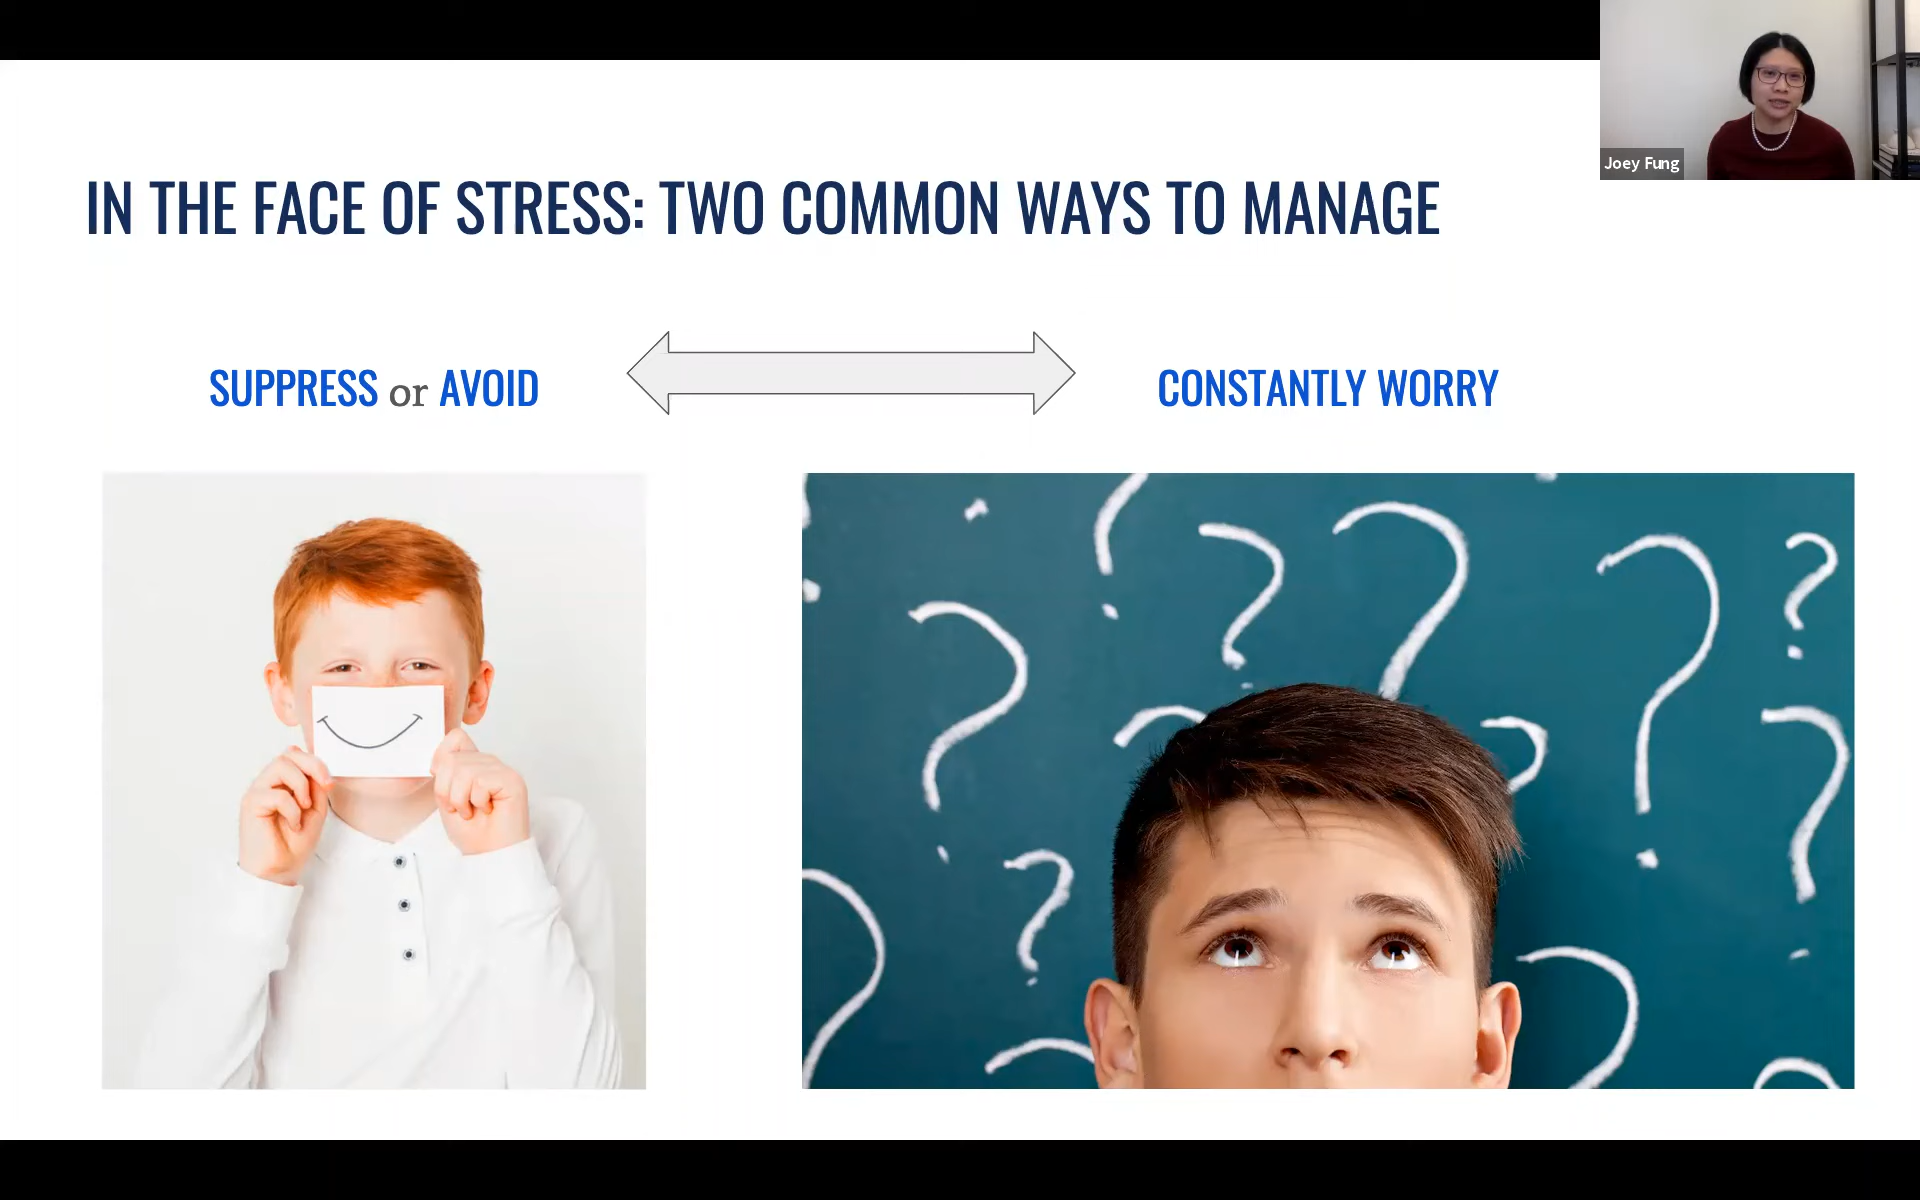 Joey Fung
IN THE FACE OF STRESS: TWO COMMON WAYS TO MANAGE
SUPPRESS or AVOID
CONSTANTLY WORRY
? ? ? ? ? ? ? ? ? ? ? ? ? ?